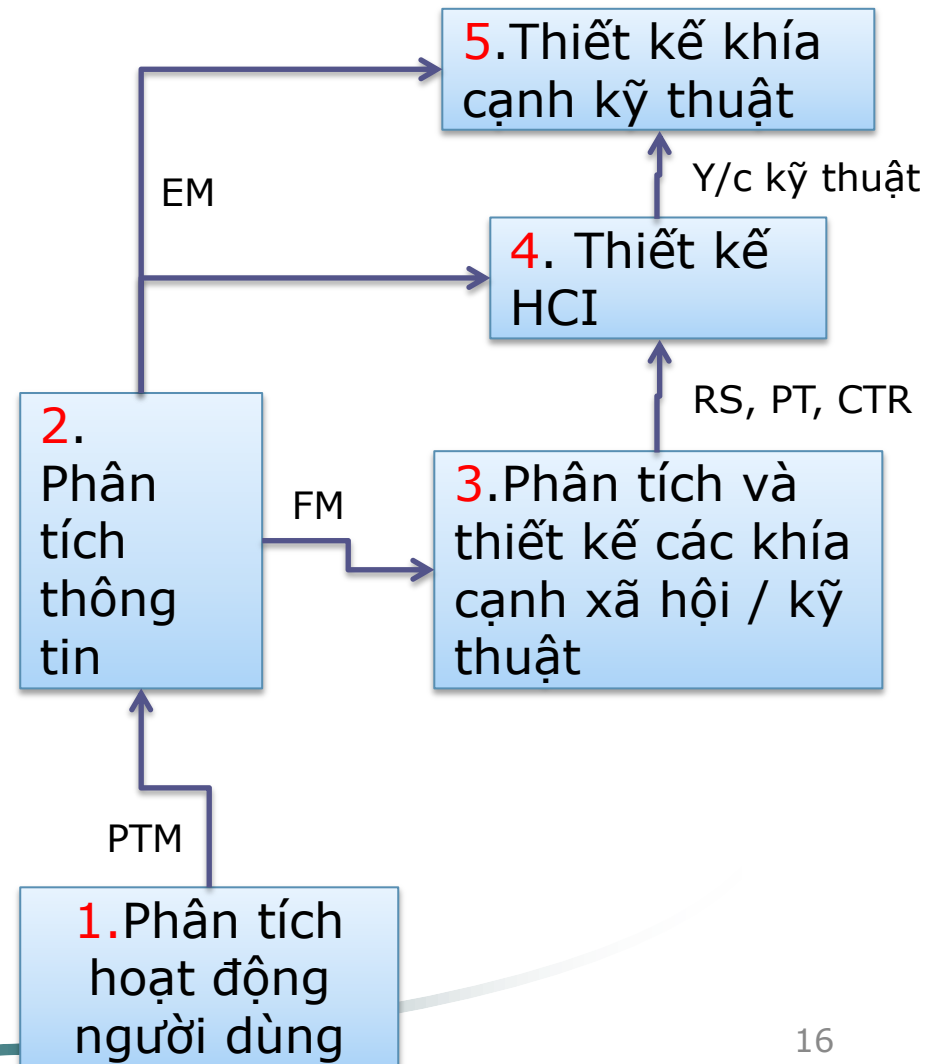 5.Thiết kế khía
cạnh kỹ thuật
EM
Y/c kỹ thuật
4. Thiết kế
HCI
RS, PT, CTR
2.
Phân
tích
thông
tin
FM
3.Phân tích và
thiết kế các khía
cạnh xã hội / kỹ
thuật
PTM
1.Phân tích
hoạt động
người dùng
16